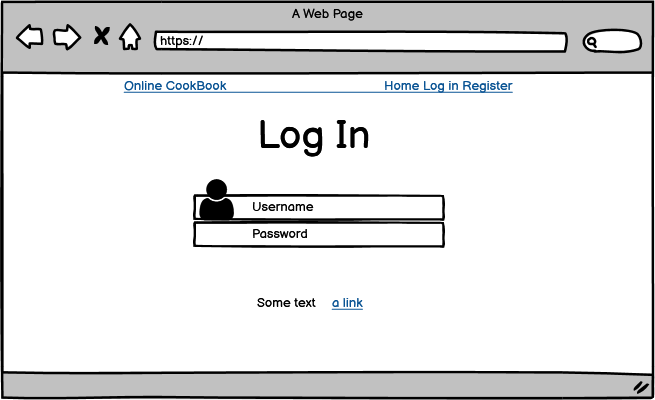 A Web Page
https://
Online CookBook Home Log in Register
Log In
Username
Password
Some text a link